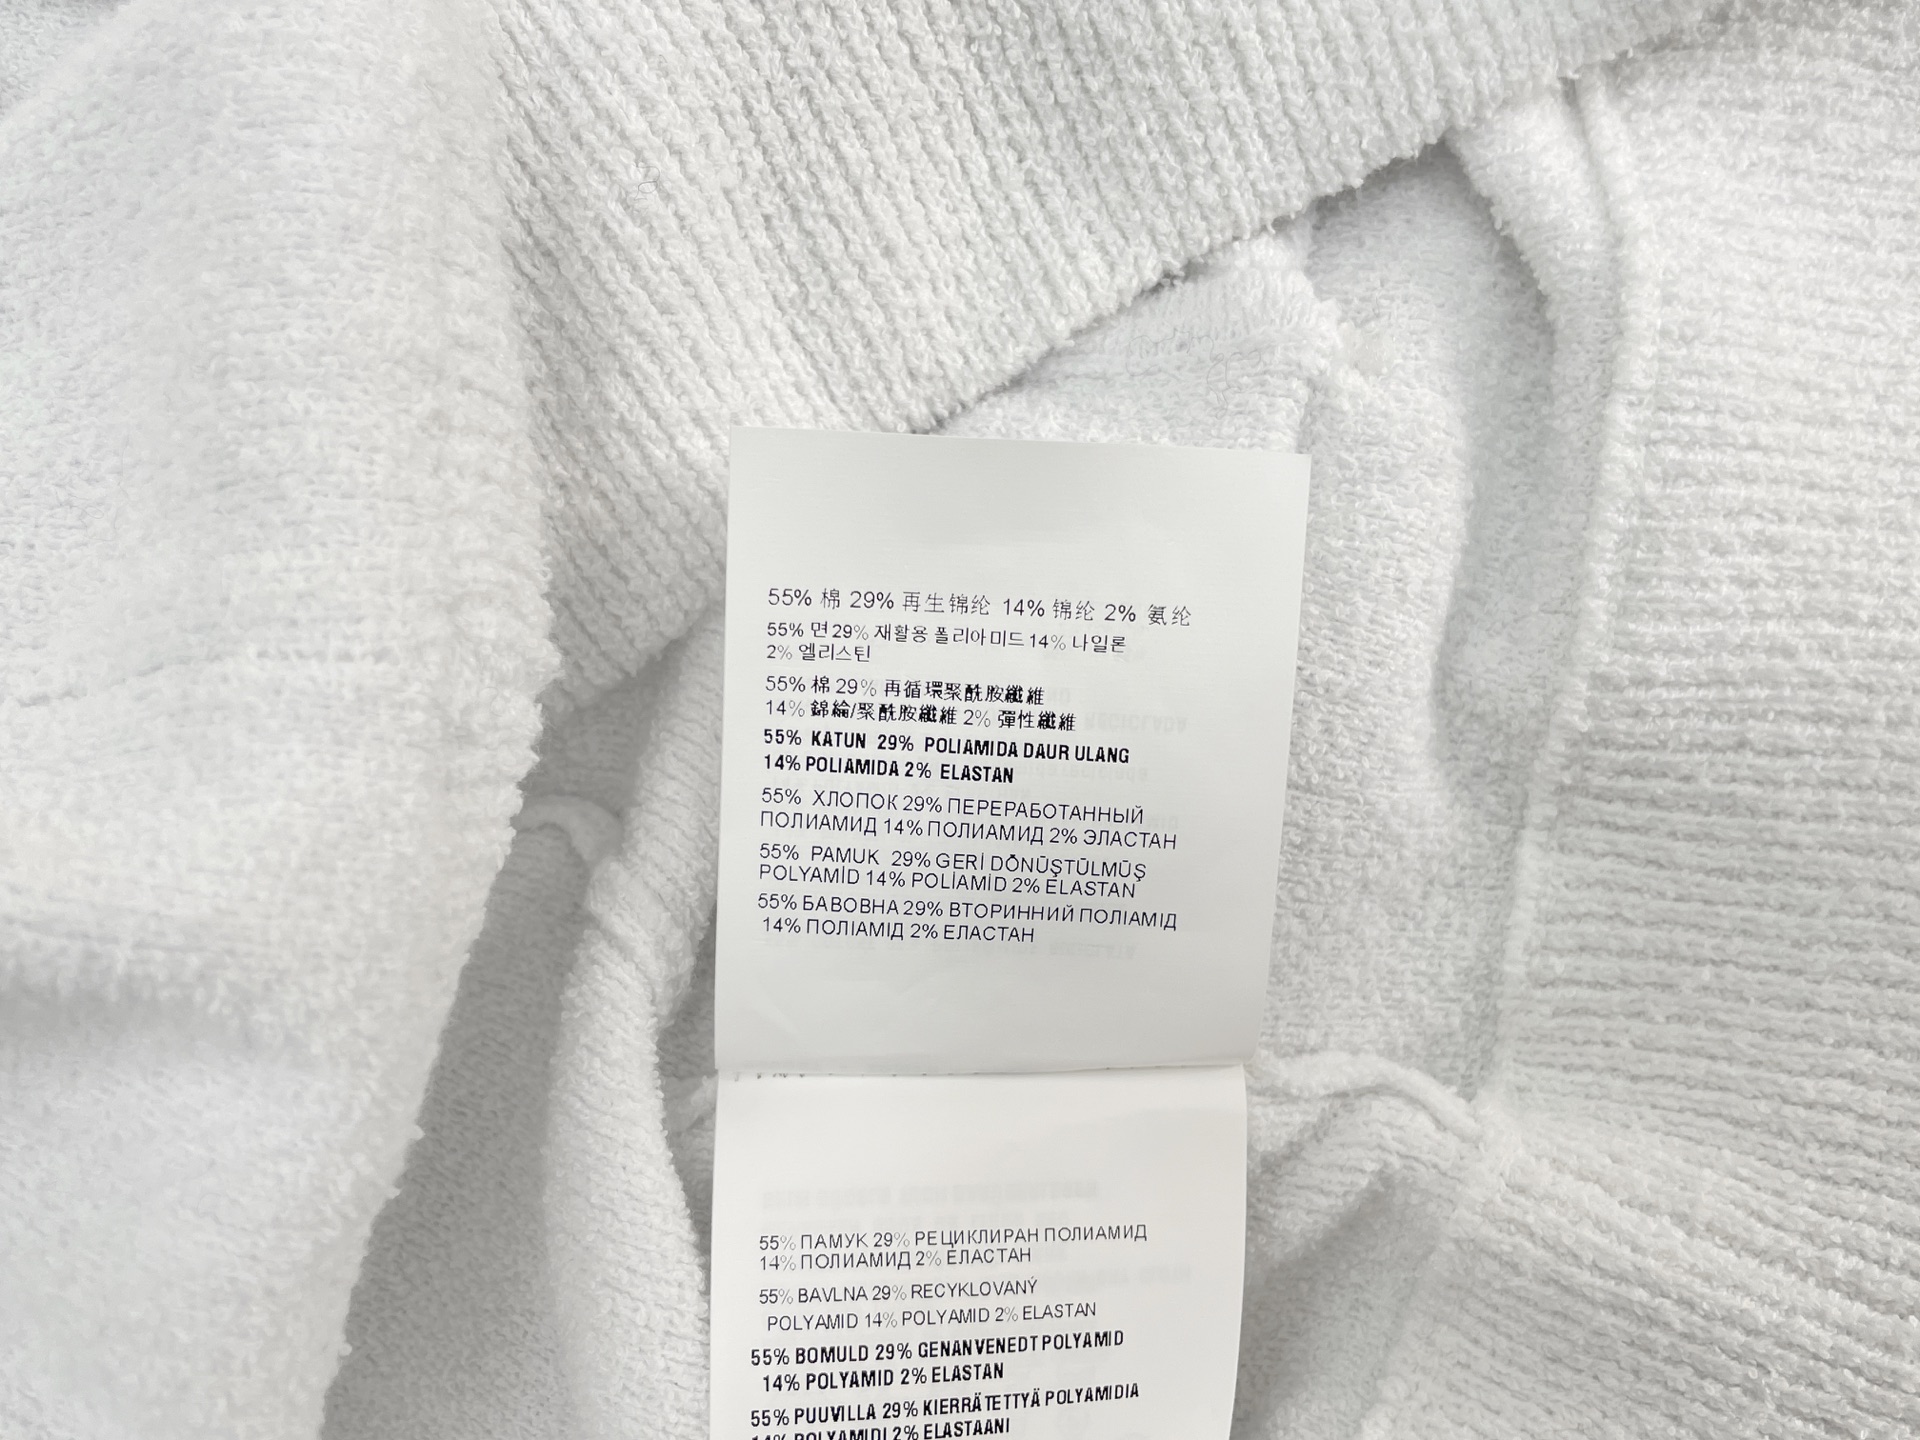 55% 棉 29% 再生锦纶 14% 锦纶 2% 氨纶
55% 면 29% 재활용 폴리아미드 14% 나일론
2% 엘리스틴
55% 棉 29% 再循環聚酰胺纖維
14% 錦綸/聚酰胺纖維 2% 彈性纖維
55% KATUN 29% POLIAMIDA DAUR ULANG
14% POLIAMIDA 2% ELASTAN
55% ХЛОПОК 29% ПЕРЕРАБОТАННЫЙ
ПОЛИАМИД 14% ПОЛИАМИД 2% ЭЛАСТАН
55% PAMUK 29% GERİ DÕNŪŞTŪLMŪŞ
POLYAMİD 14% POLİAMİD 2% ELASTAN
55% БАВОВНА 29% ВТОРИННИЙ ПОЛІАМІД
14% ПОЛІАМІД 2% ЕЛАСТАН
55% ПАМУК 29% РЕЦИКЛИРАН ПОЛИАМИД
14% ПОЛИАМИД 2% ЕЛАСТАН
55% BAVLNA 29% RECYKLOVANÝ
POLYAMID 14% POLYAMID 2% ELASTAN
55% BOMULD 29% GENANVENEDT POLYAMID
14% POLYAMID 2% ELASTAN
55% PUUVILLA 29% KIERRÄTETTYÄ POLYAMIDIA
14% POLYAMIDI 2% ELASTAANI